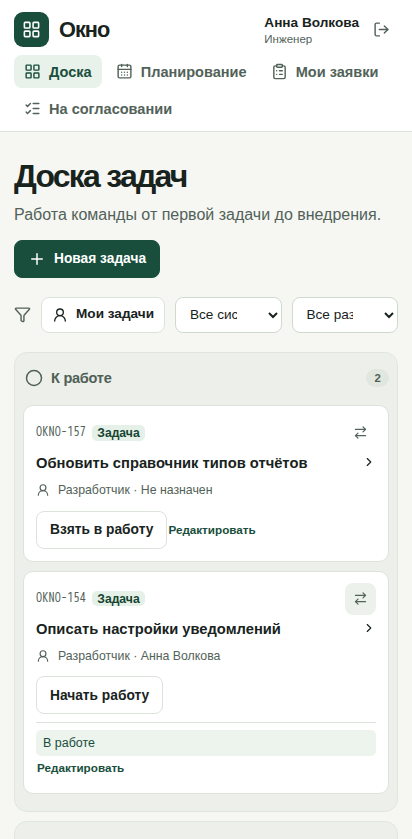 Окно
Анна Волкова
Инженер
Доска
Планирование
Мои задачи
На согласовании
Доска задач
Работа команды от первой задачи до внедрения.
Новая задача
Мои задачи
Все сис
Все раз
К работе
2
OKNO-157 Задача
Обновить справочник типов отчётов
Разработчик · Не назначен
Взять в работу
Редактировать
OKNO-154 Задача
Описать настройки уведомлений
Разработчик · Анна Волкова
Начать работу
В работе
Редактировать